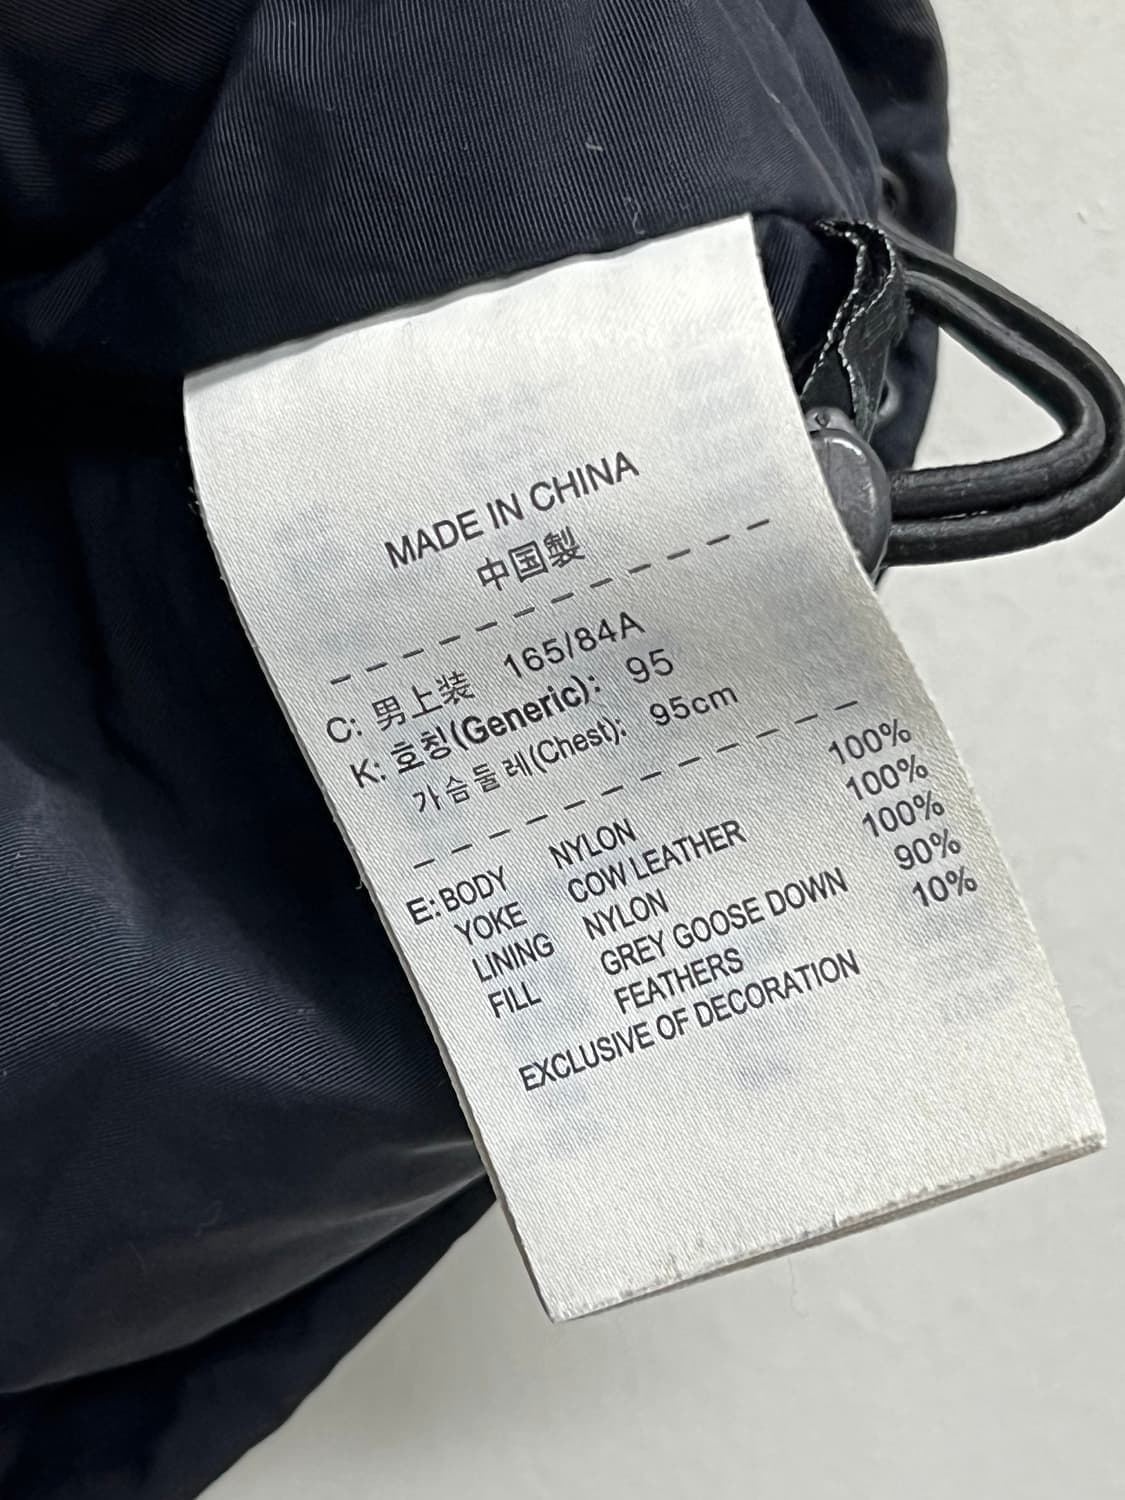 MADE IN CHINA
中国製
C: 男上装 165/84A
K: 호칭(Generic): 95
가슴둘레(Chest): 95cm
E: BODY NYLON 100%
YOKE COW LEATHER 100%
LINING NYLON 100%
FILL GREY GOOSE DOWN 90%
FEATHERS 10%
EXCLUSIVE OF DECORATION